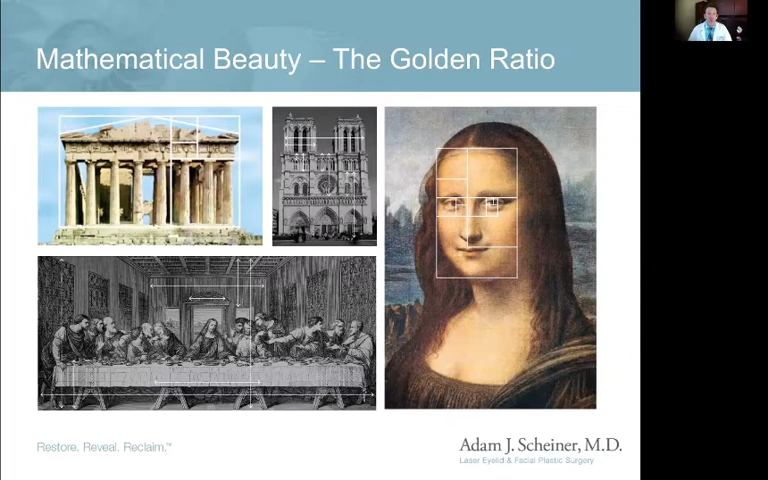 Mathematical Beauty – The Golden Ratio
Restore. Reveal. Reclaim.™
Adam J. Scheiner, M.D.
Laser Eyelid & Facial Plastic Surgery